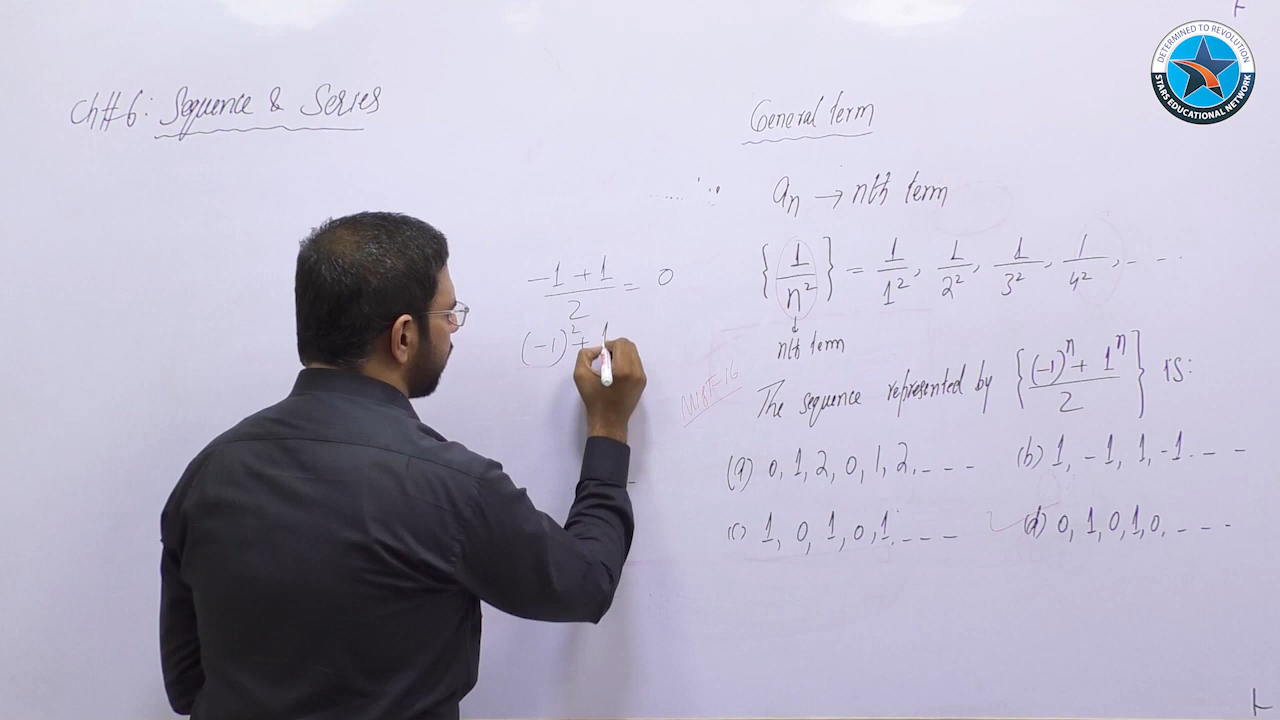 Ch# 6: Sequence & Series
General term
aₙ → nth term
{1/n²} = 1/1², 1/2², 1/3², 1/4², - - - -
nth term
-1 + 1 / 2 = 0
(-1)² + 1
The sequence represented by {(-1)ⁿ + 1ⁿ / 2} is:
(a) 0, 1, 2, 0, 1, 2, - - - -
(b) 1, -1, 1, -1 - - -
(c) 1, 0, 1, 0, 1, - - - -
(d) 0, 1, 0, 1, 0, - - - -
DETERMINED TO REVOLUTION
STARS EDUCATIONAL NETWORK